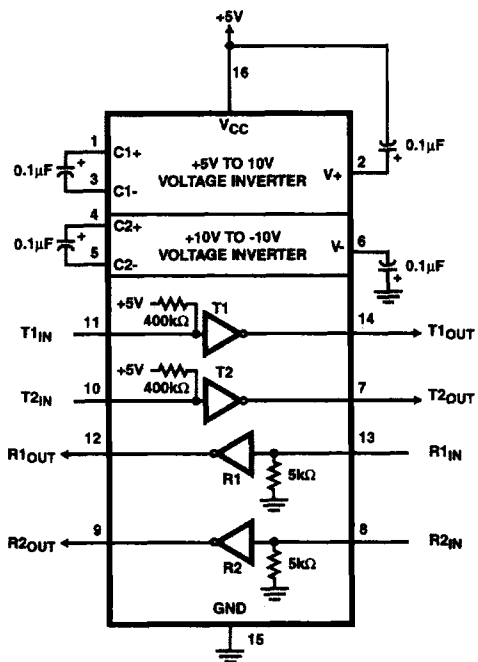 +5V
16
VCC
1
C1+
0.1µF
+
3
C1-
+5V TO 10V
VOLTAGE INVERTER
V+
2
0.1µF
+
4
C2+
0.1µF
+
5
C2-
+10V TO -10V
VOLTAGE INVERTER
V-
6
0.1µF
+
+5V
400kΩ
T1
T1IN
11
14
T1OUT
+5V
400kΩ
T2
T2IN
10
7
T2OUT
R1OUT
12
13
R1IN
R1
5kΩ
R2OUT
9
8
R2IN
R2
5kΩ
GND
15